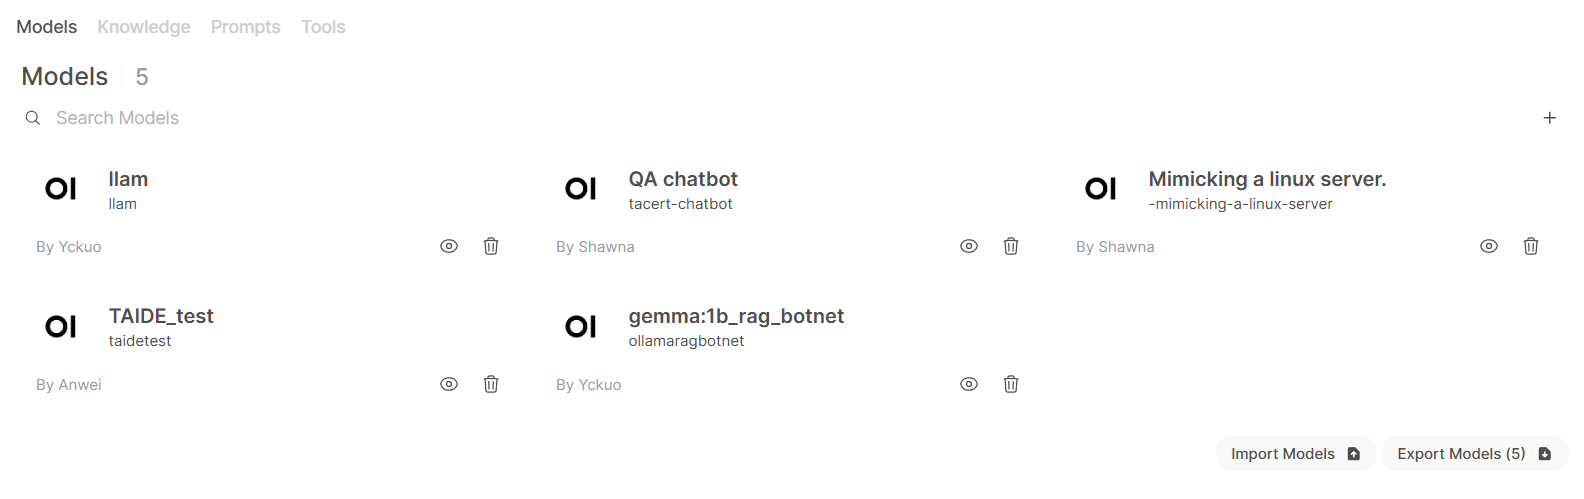 Models Knowledge Prompts Tools
Models 5
Search Models
OI llam
llam
By Yckuo
OI QA chatbot
tacert-chatbot
By Shawna
OI Mimicking a linux server.
-mimicking-a-linux-server
By Shawna
OI TAIDE_test
taidetest
By Anwei
OI gemma:1b_rag_botnet
ollamaragbotnet
By Yckuo
Import Models Export Models (5)